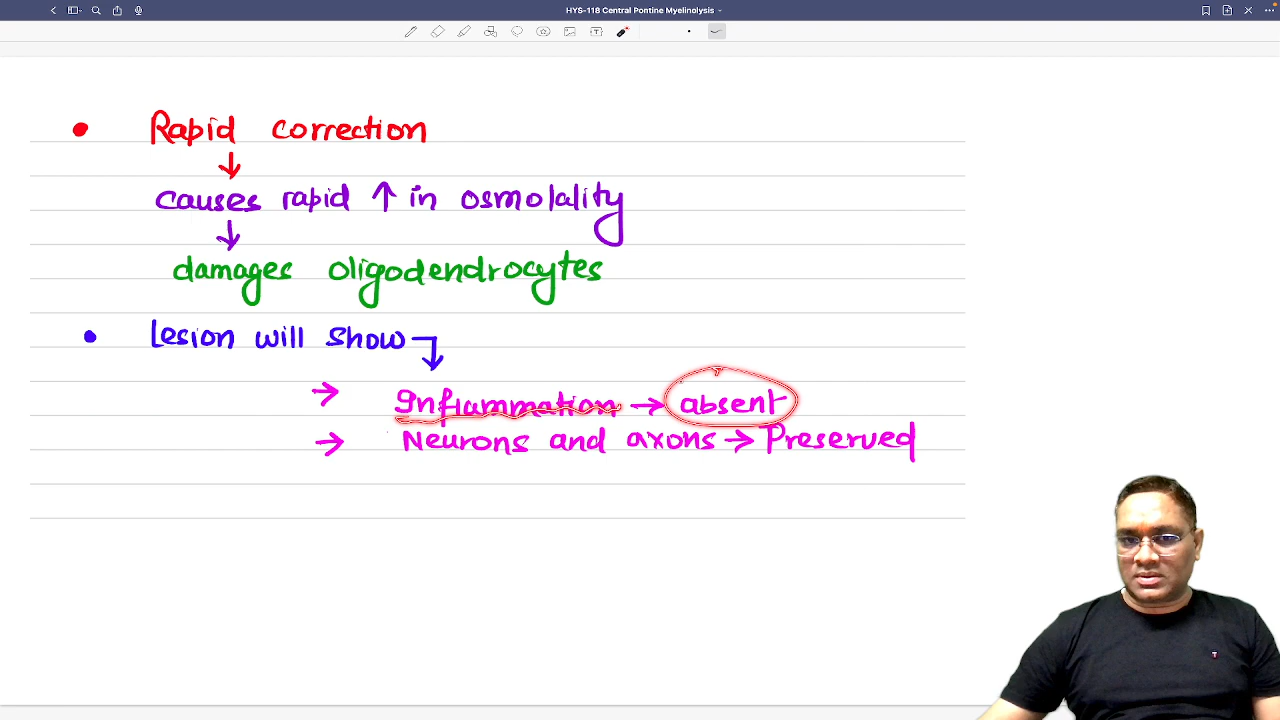 HYS-118 Central Pontine Myelinolysis
• Rapid correction
↓
causes rapid ↑ in osmolality
↓
damages oligodendrocytes
• Lesion will show
→ Inflammation → absent
→ Neurons and axons → Preserved